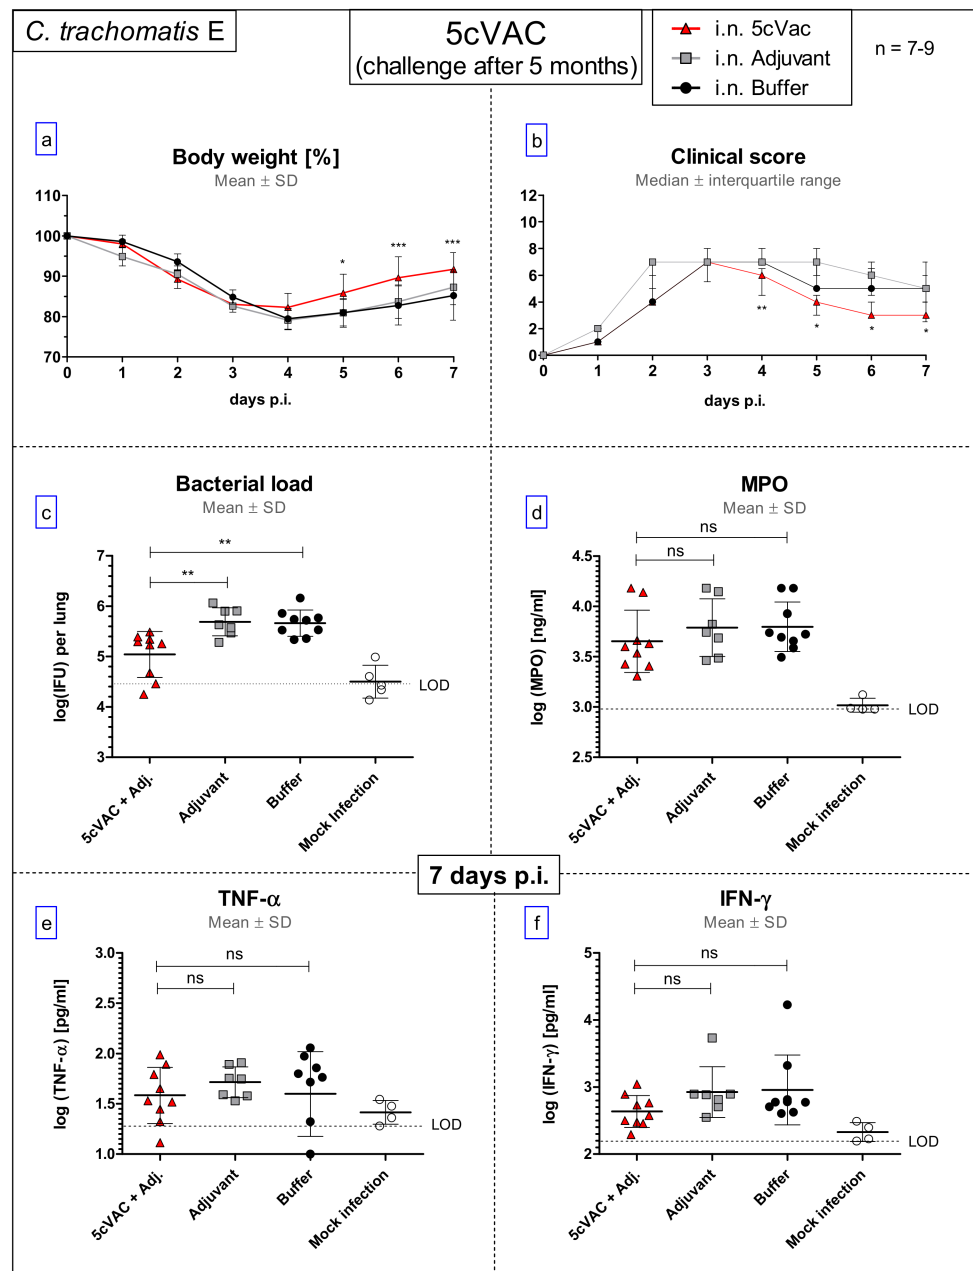 C. trachomatis E
5cVAC
(challenge after 5 months)
i.n. 5cVac
i.n. Adjuvant
i.n. Buffer
n = 7-9
a
Body weight [%]
Mean ± SD
110
100
90
80
70
*
***
***
0 1 2 3 4 5 6 7
days p.i.
b
Clinical score
Median ± interquartile range
12
10
8
6
4
2
0
**
*
*
*
0 1 2 3 4 5 6 7
days p.i.
c
Bacterial load
Mean ± SD
log(IFU) per lung
7
6
5
4
3
**
**
LOD
5cVAC + Adj.
Adjuvant
Buffer
Mock Infection
d
MPO
Mean ± SD
log (MPO) [ng/ml]
4.5
4.0
3.5
3.0
2.5
ns
ns
LOD
5cVAC + Adj.
Adjuvant
Buffer
Mock infection
7 days p.i.
e
TNF-α
Mean ± SD
log (TNF-α) [pg/ml]
3.0
2.5
2.0
1.5
1.0
ns
ns
LOD
5cVAC + Adj.
Adjuvant
Buffer
Mock infection
f
IFN-γ
Mean ± SD
log (IFN-γ) [pg/ml]
5
4
3
2
ns
ns
LOD
5cVAC + Adj.
Adjuvant
Buffer
Mock infection